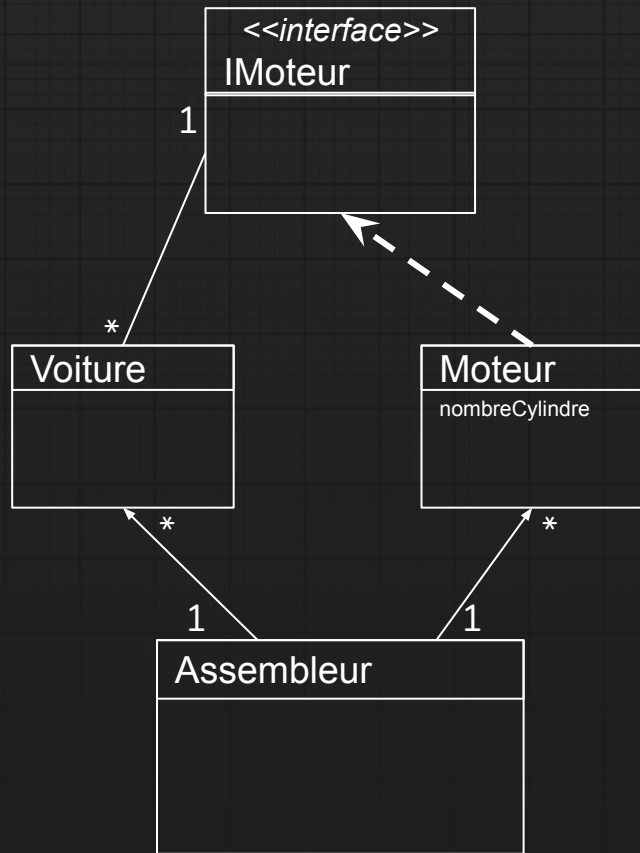 <<interface>>
IMoteur
1
*
Voiture
Moteur
nombreCylindre
*
*
1
1
Assembleur